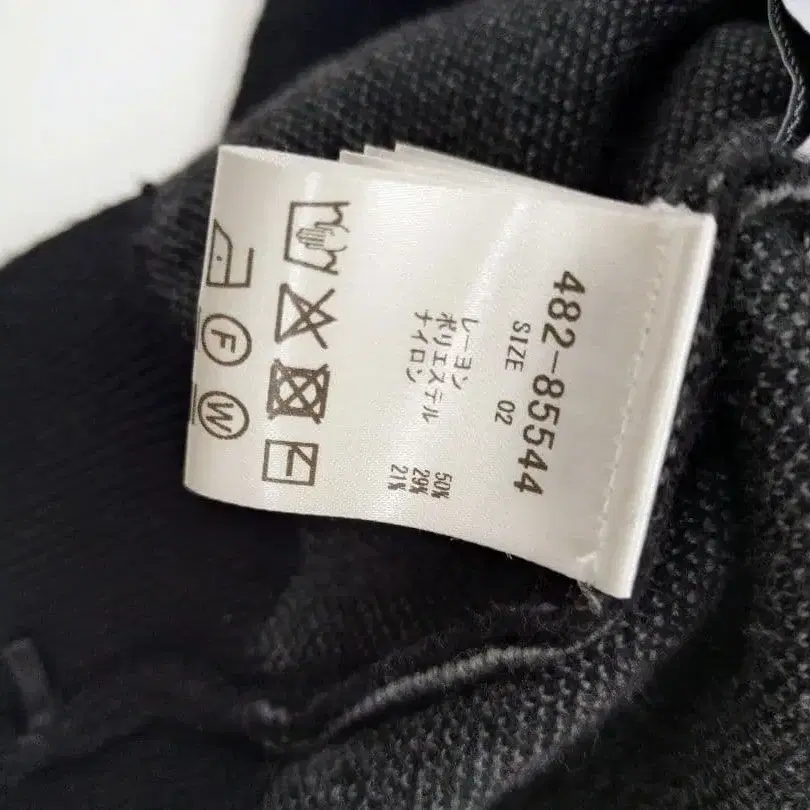 482-85544
SIZE 02
レーヨン 50%
ポリエステル 29%
ナイロン 21%
F W